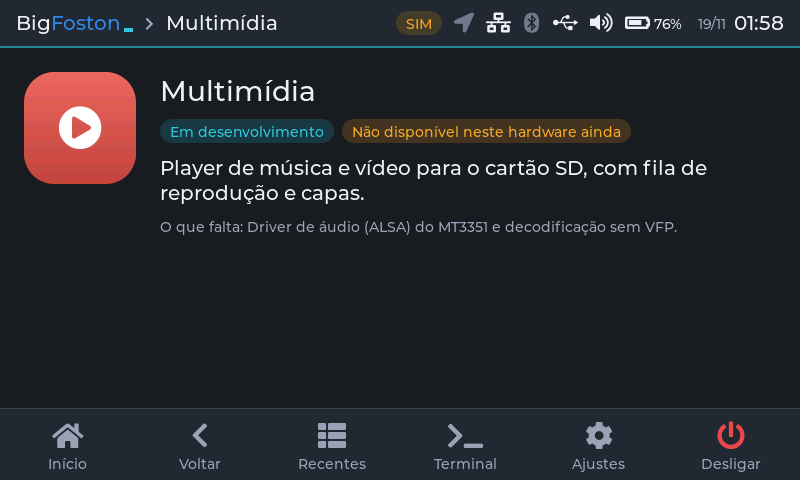 BigFoston_ > Multimídia SIM 76% 19/11 01:58
Multimídia
Em desenvolvimento Não disponível neste hardware ainda
Player de música e vídeo para o cartão SD, com fila de
reprodução e capas.
O que falta: Driver de áudio (ALSA) do MT3351 e decodificação sem VFP.
Início Voltar Recentes Terminal Ajustes Desligar